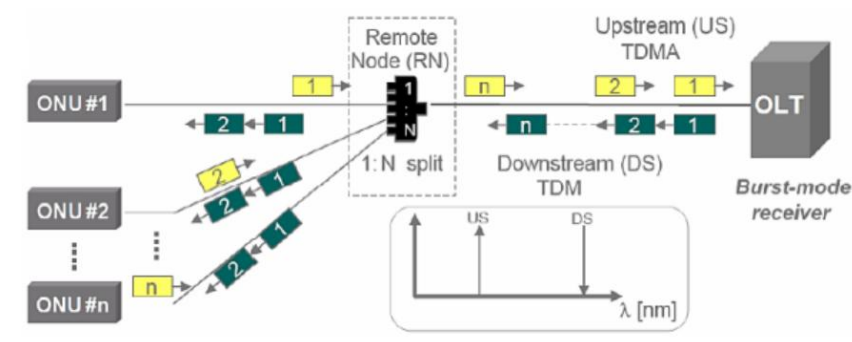 Upstream (US)
TDMA
Remote
Node (RN)
1 n 2 1
ONU #1
1
N
OLT
2 1 n 2 1
1:N split
Downstream (DS)
TDM
2
1
2
Burst-mode
receiver
ONU #2
US DS
1
2
n
ONU #n
λ [nm]